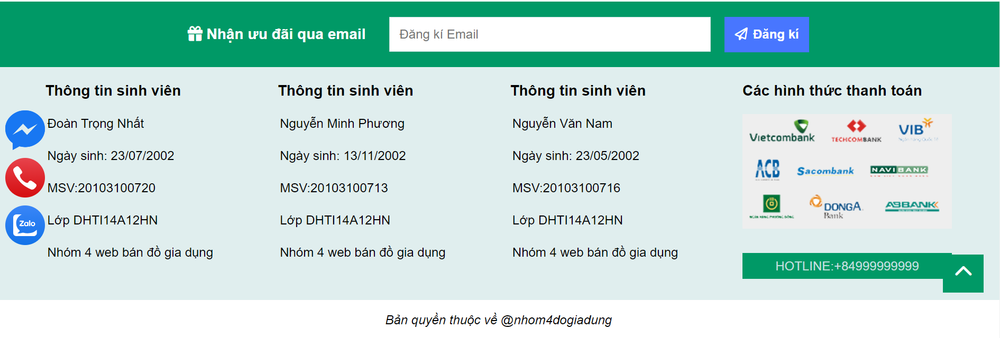 Nhận ưu đãi qua email
Đăng kí Email
Đăng kí
Thông tin sinh viên
Đoàn Trọng Nhất
Ngày sinh: 23/07/2002
MSV:20103100720
Lớp DHTI14A12HN
Nhóm 4 web bán đồ gia dụng
Thông tin sinh viên
Nguyễn Minh Phương
Ngày sinh: 13/11/2002
MSV:20103100713
Lớp DHTI14A12HN
Nhóm 4 web bán đồ gia dụng
Thông tin sinh viên
Nguyễn Văn Nam
Ngày sinh: 23/05/2002
MSV:20103100716
Lớp DHTI14A12HN
Nhóm 4 web bán đồ gia dụng
Các hình thức thanh toán
Vietcombank
TECHCOMBANK
VIB
ACB
Sacombank
NAVIBANK
NGÂN HÀNG PHƯƠNG ĐÔNG
DONGA
Bank
ABBANK
HOTLINE:+84999999999
Zalo
Bản quyền thuộc về @nhom4dogiadung